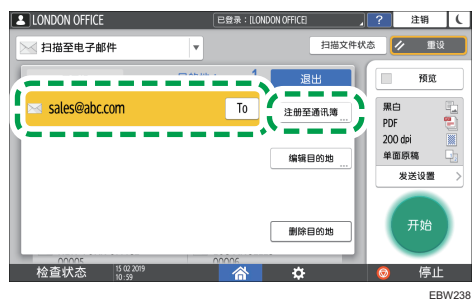 LONDON OFFICE
已登录：[LONDON OFFICE]
?
注销
扫描至电子邮件
扫描文件状态
重设
1
退出
预览
sales@abc.com
To
注册至通讯簿
...
黑白
PDF
200 dpi
单面原稿
编辑目的地
...
发送设置
删除目的地
开始
00005
00006
检查状态
15 02 2019
10:59
停止
EBW238